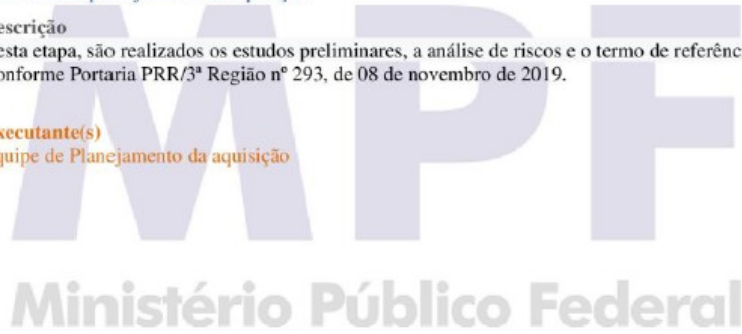 escrição
esta etapa, são realizados os estudos preliminares, a análise de riscos e o termo de referênc
onforme Portaria PRR/3ª Região nº 293, de 08 de novembro de 2019.
xecutante(s)
quipe de Planejamento da aquisição
MPF
Ministério Público Federal